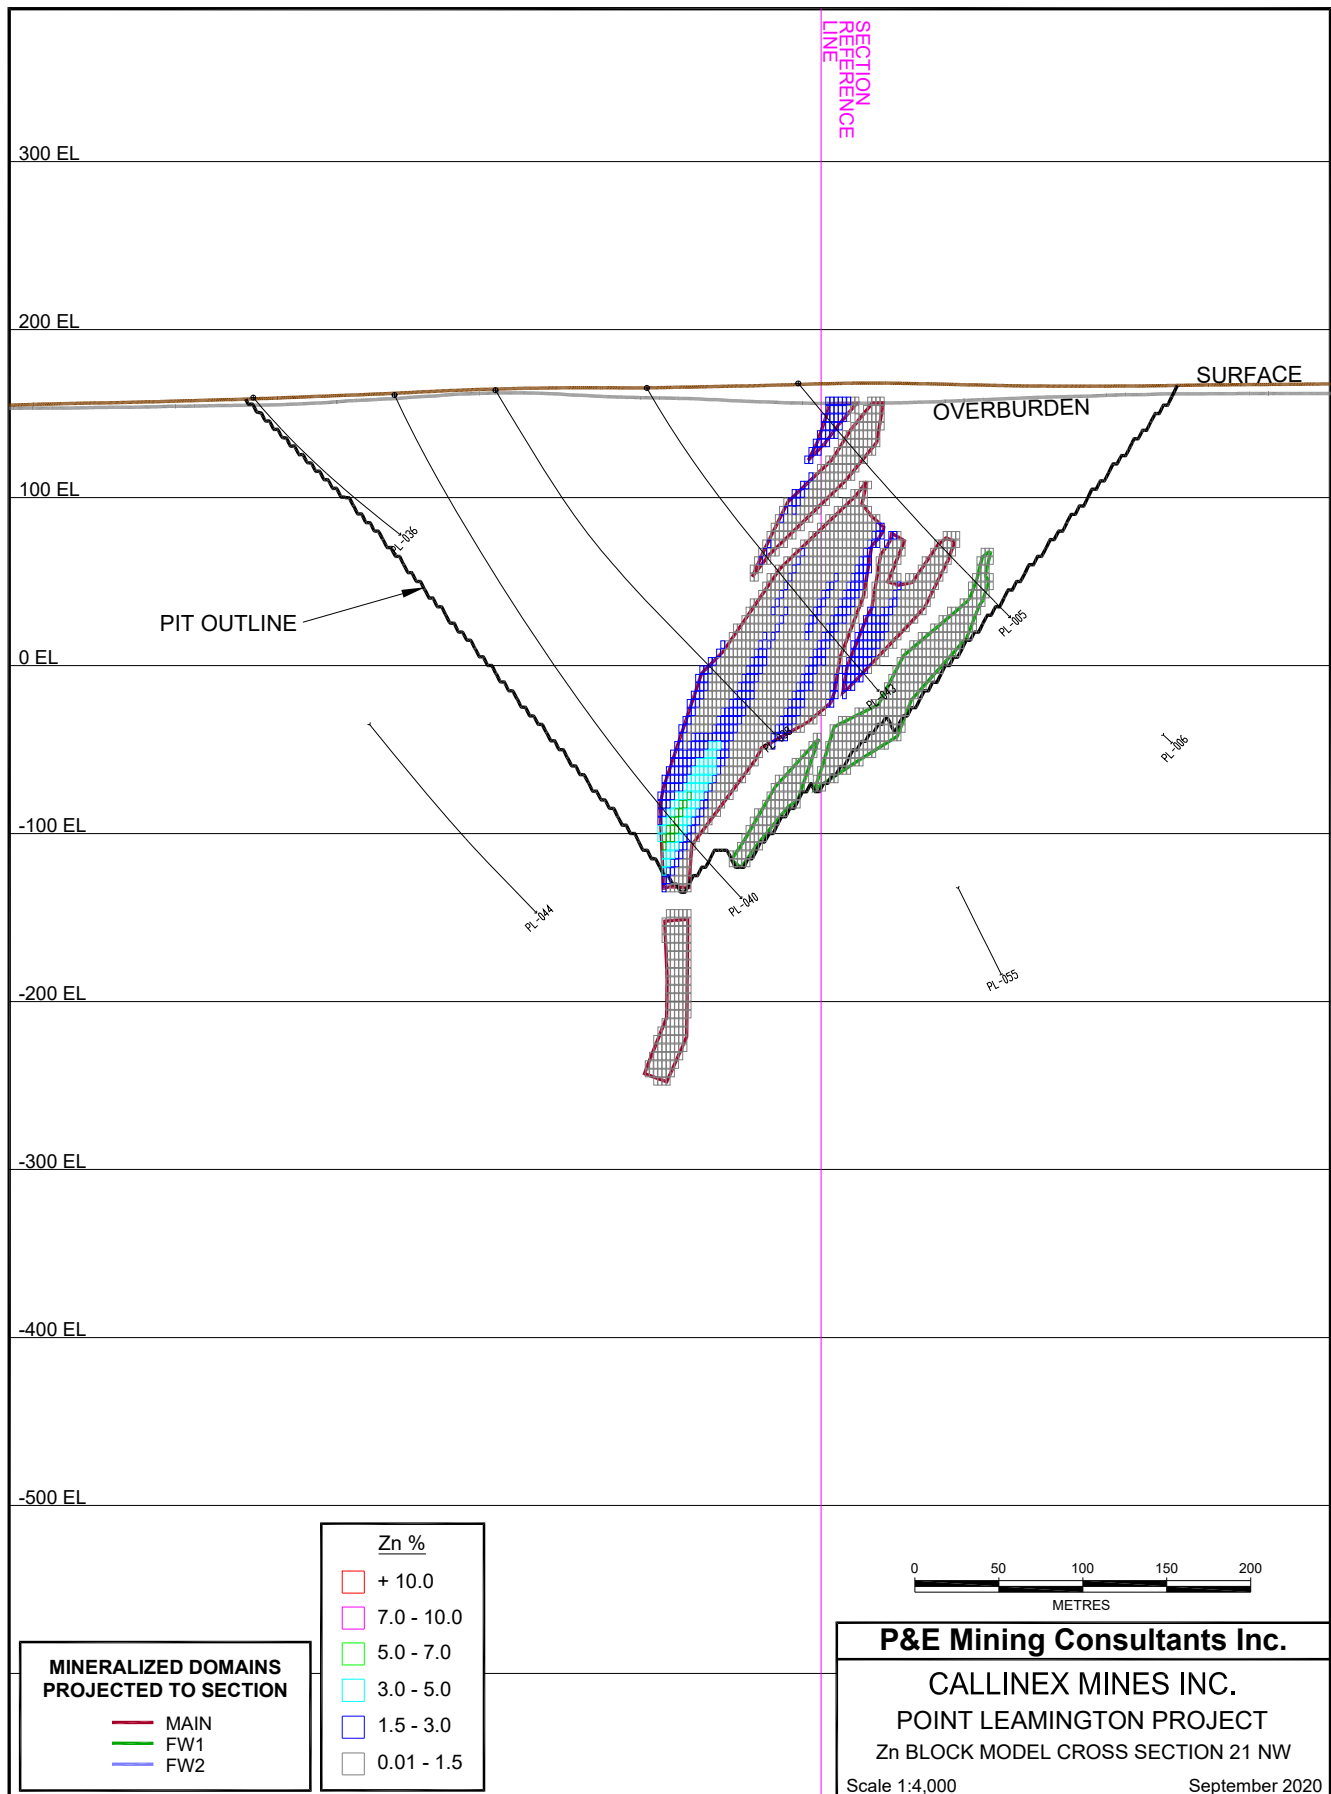 SECTION
REFERENCE
LINE
300 EL
200 EL
SURFACE
OVERBURDEN
100 EL
PL-036
PIT OUTLINE
PL-005
0 EL
PL-043
PL-006
-100 EL
PL-044
PL-040
PL-055
-200 EL
-300 EL
-400 EL
-500 EL
Zn %
+ 10.0
7.0 - 10.0
5.0 - 7.0
3.0 - 5.0
1.5 - 3.0
0.01 - 1.5
MINERALIZED DOMAINS
PROJECTED TO SECTION
MAIN
FW1
FW2
0 50 100 150 200
METRES
P&E Mining Consultants Inc.
CALLINEX MINES INC.
POINT LEAMINGTON PROJECT
Zn BLOCK MODEL CROSS SECTION 21 NW
Scale 1:4,000 September 2020